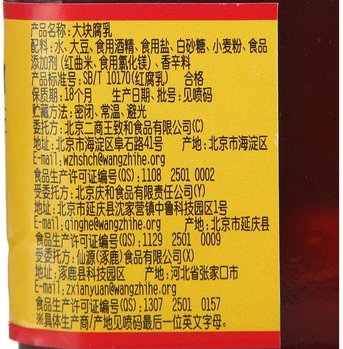 产品名称:大块腐乳
配料:水、大豆、食用酒精、食用盐、白砂糖、小麦粉、食品
添加剂(红曲米、食用氯化镁)、香辛料
产品标准号:SB/T 10170(红腐乳) 合格
保质期:18个月 生产日期、批号:见喷码
贮藏方法:密闭、常温、避光
委托方:北京二商王致和食品有限公司(C)
地址:北京市海淀区阜石路41号 产地:北京市海淀区
E-mail:wzhshch@wangzhihe.org
食品生产许可证编号(QS):1108 2501 0002
受委托方:北京庆和食品有限责任公司(Y)
地址:北京市延庆县沈家营镇中鲁科技园区1号
E-mail:qinghe@wangzhihe.org 产地:北京市延庆县
食品生产许可证编号(QS):1129 2501 0009
受委托方:仙源(涿鹿)食品有限公司(X)
地址:涿鹿县科技园区 产地:河北省张家口市
E-mail:zxianyuan@wangzhihe.org
食品生产许可证编号(QS):1307 2501 0157
※具体生产商/产地见喷码最后一位英文字母。